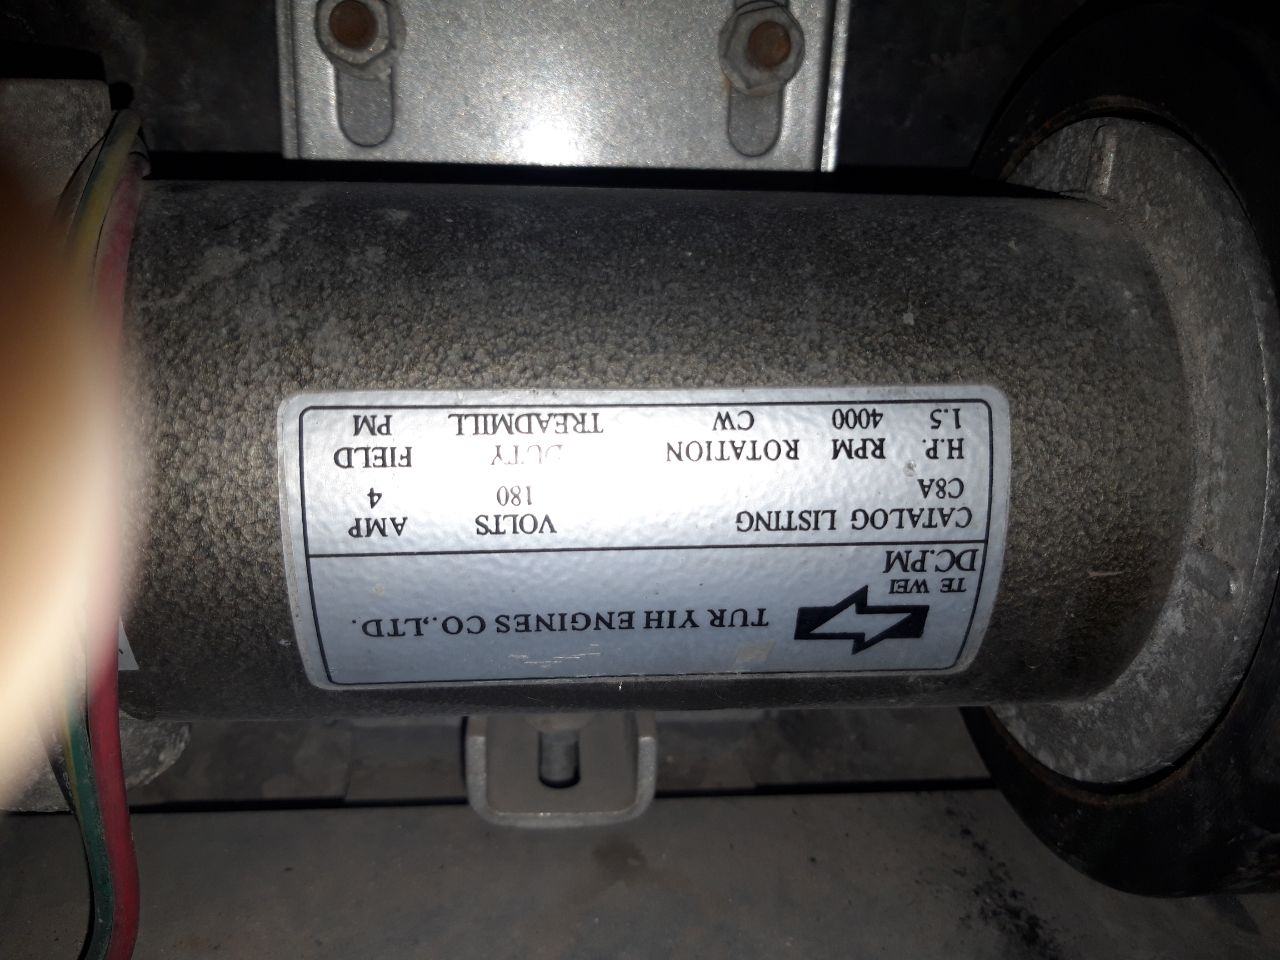 TUR YIH ENGINES CO.,LTD.
TE WEI
DC.PM
CATALOG LISTING VOLTS AMP
C8A 180 4
H.P. RPM ROTATION DUTY FIELD
1.5 4000 CW TREADMILL PM